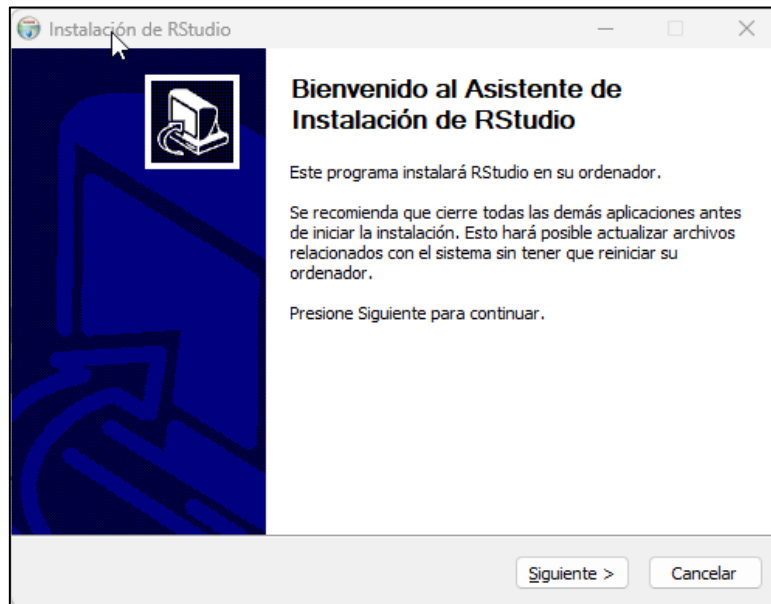 Instalación de RStudio
Bienvenido al Asistente de
Instalación de RStudio
Este programa instalará RStudio en su ordenador.
Se recomienda que cierre todas las demás aplicaciones antes
de iniciar la instalación. Esto hará posible actualizar archivos
relacionados con el sistema sin tener que reiniciar su
ordenador.
Presione Siguiente para continuar.
Siguiente >
Cancelar